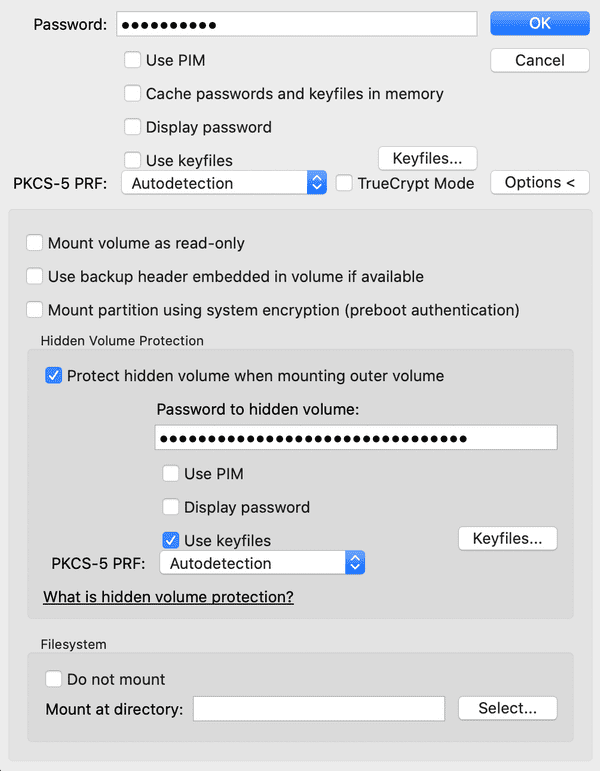 Password: ●●●●●●●●●● OK
Use PIM Cancel
Cache passwords and keyfiles in memory
Display password
Use keyfiles Keyfiles...
PKCS-5 PRF: Autodetection TrueCrypt Mode Options <
Mount volume as read-only
Use backup header embedded in volume if available
Mount partition using system encryption (preboot authentication)
Hidden Volume Protection
Protect hidden volume when mounting outer volume
Password to hidden volume:
●●●●●●●●●●●●●●●●●●●●●●●●●●●●●●●●
Use PIM
Display password
Use keyfiles Keyfiles...
PKCS-5 PRF: Autodetection
What is hidden volume protection?
Filesystem
Do not mount
Mount at directory: Select...